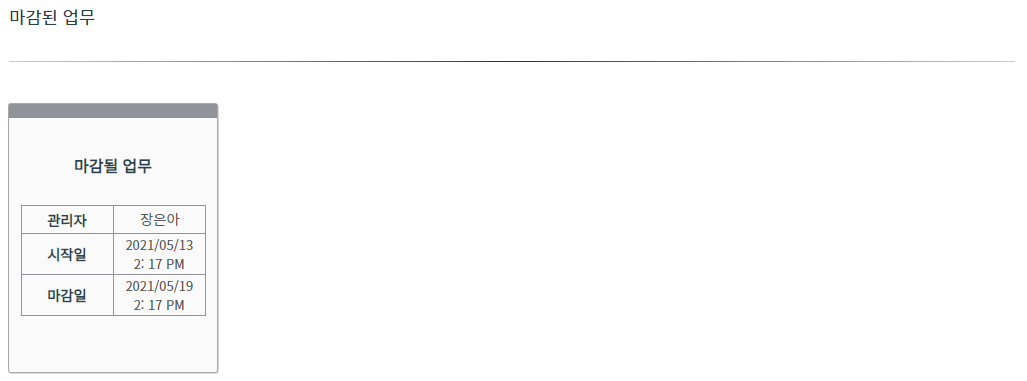 마감된 업무
마감될 업무
관리자 장은아
시작일 2021/05/13
2: 17 PM
마감일 2021/05/19
2: 17 PM